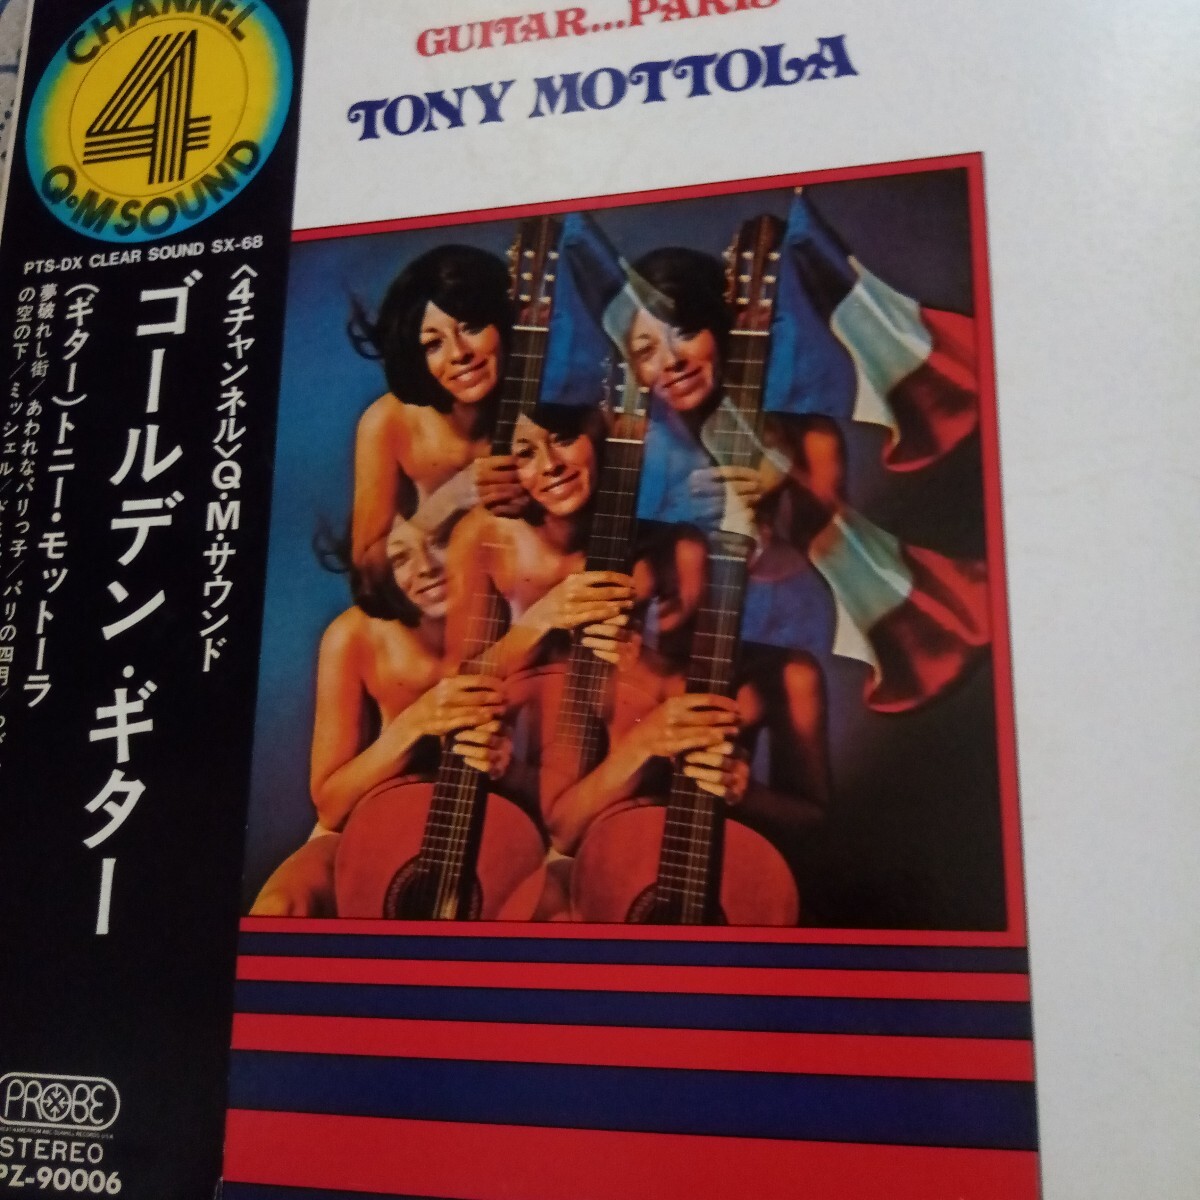 GUITAR...PARIS
TONY MOTTOLA
CHANNEL
4
Q·M SOUND
PTS-DX CLEAR SOUND SX-68
〈4チャンネル〉Q・M・サウンド
ゴールデン・ギター
(ギター)トニー・モットーラ
夢破れし街/あわれなパリっ子/パリの四月/
の空の下/ミッシェル/
PROBE
STEREO
PZ-90006